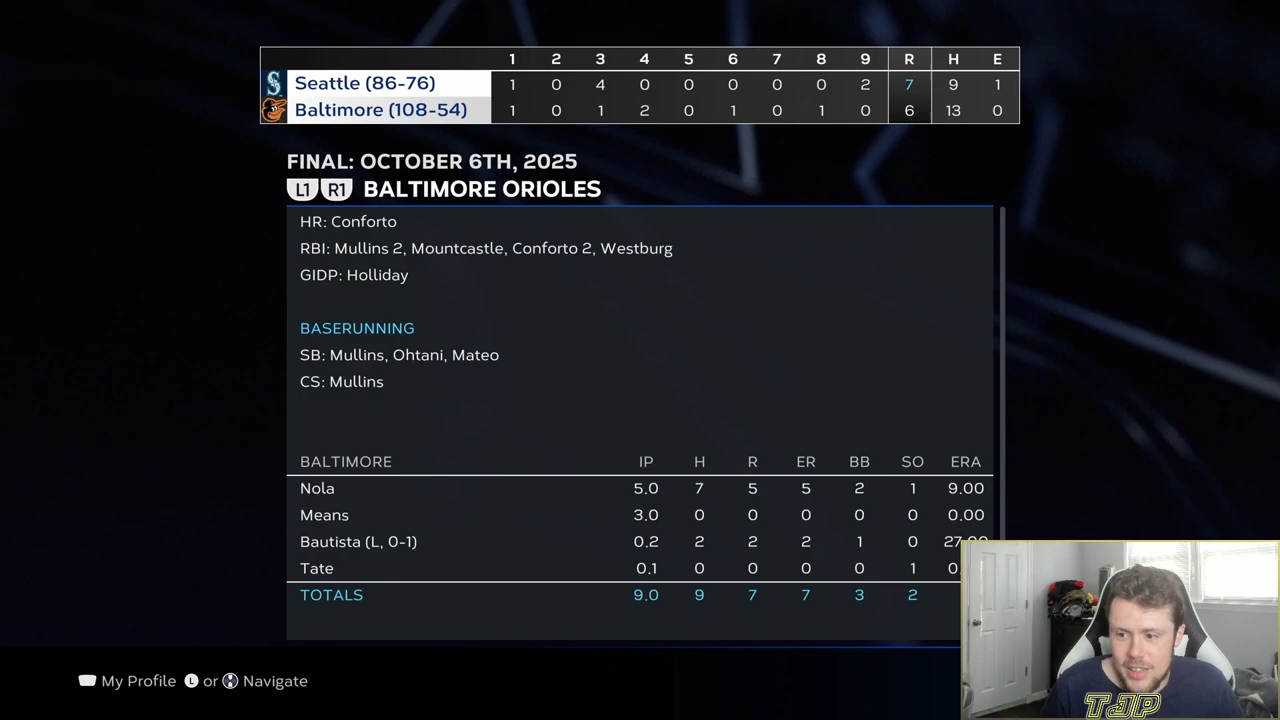 1 2 3 4 5 6 7 8 9 R H E
Seattle (86-76) 1 0 4 0 0 0 0 0 2 7 9 1
Baltimore (108-54) 1 0 1 2 0 1 0 1 0 6 13 0
FINAL: OCTOBER 6TH, 2025
L1 R1 BALTIMORE ORIOLES
HR: Conforto
RBI: Mullins 2, Mountcastle, Conforto 2, Westburg
GIDP: Holliday
BASERUNNING
SB: Mullins, Ohtani, Mateo
CS: Mullins
BALTIMORE IP H R ER BB SO ERA
Nola 5.0 7 5 5 2 1 9.00
Means 3.0 0 0 0 0 0 0.00
Bautista (L, 0-1) 0.2 2 2 2 1 0
Tate 0.1 0 0 0 0 1
TOTALS 9.0 9 7 7 3 2
My Profile L or Navigate
TJP